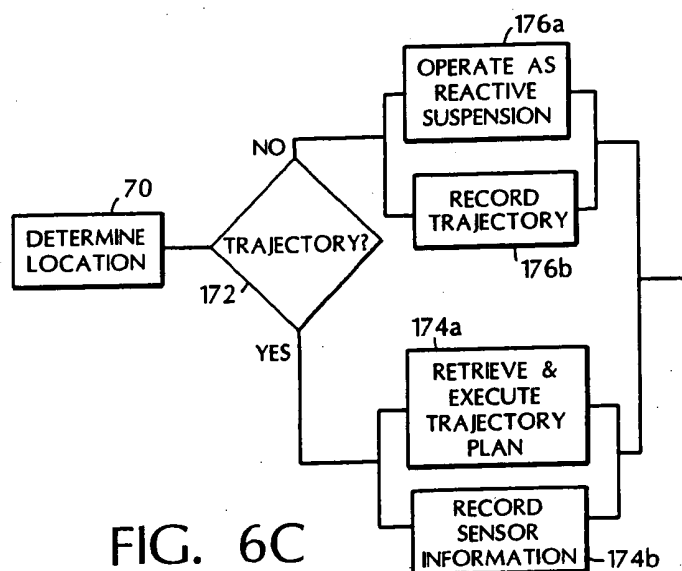 176a
OPERATE AS
REACTIVE
SUSPENSION
NO
70
RECORD
TRAJECTORY
DETERMINE
LOCATION
TRAJECTORY?
176b
172
174a
YES
RETRIEVE &
EXECUTE
TRAJECTORY
PLAN
RECORD
SENSOR
INFORMATION
174b
FIG. 6C